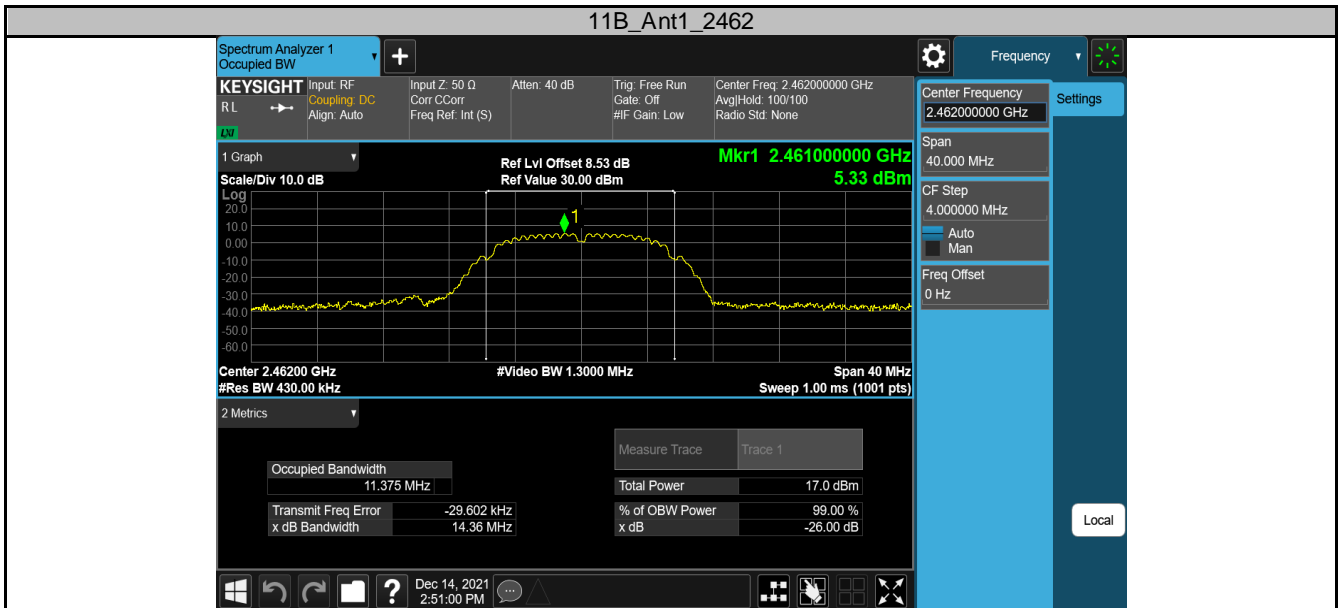 11B_Ant1_2462
Spectrum Analyzer 1
Occupied BW
+
Frequency
KEYSIGHT
R L
LXI
Input: RF
Coupling: DC
Align: Auto
Input Z: 50 Ω
Corr CCorr
Freq Ref: Int (S)
Atten: 40 dB
Trig: Free Run
Gate: Off
#IF Gain: Low
Center Freq: 2.462000000 GHz
Avg|Hold: 100/100
Radio Std: None
Center Frequency
2.462000000 GHz
Settings
Span
40.000 MHz
CF Step
4.000000 MHz
Auto
Man
Freq Offset
0 Hz
1 Graph
Scale/Div 10.0 dB
Ref Lvl Offset 8.53 dB
Ref Value 30.00 dBm
Mkr1 2.461000000 GHz
5.33 dBm
Log
20.0
10.0
0.00
-10.0
-20.0
-30.0
-40.0
-50.0
-60.0
1
Center 2.46200 GHz
#Res BW 430.00 kHz
#Video BW 1.3000 MHz
Span 40 MHz
Sweep 1.00 ms (1001 pts)
2 Metrics
Measure Trace Trace 1
Occupied Bandwidth
11.375 MHz
Total Power 17.0 dBm
Transmit Freq Error -29.602 kHz
% of OBW Power 99.00 %
x dB Bandwidth 14.36 MHz
x dB -26.00 dB
Local
?
Dec 14, 2021
2:51:00 PM